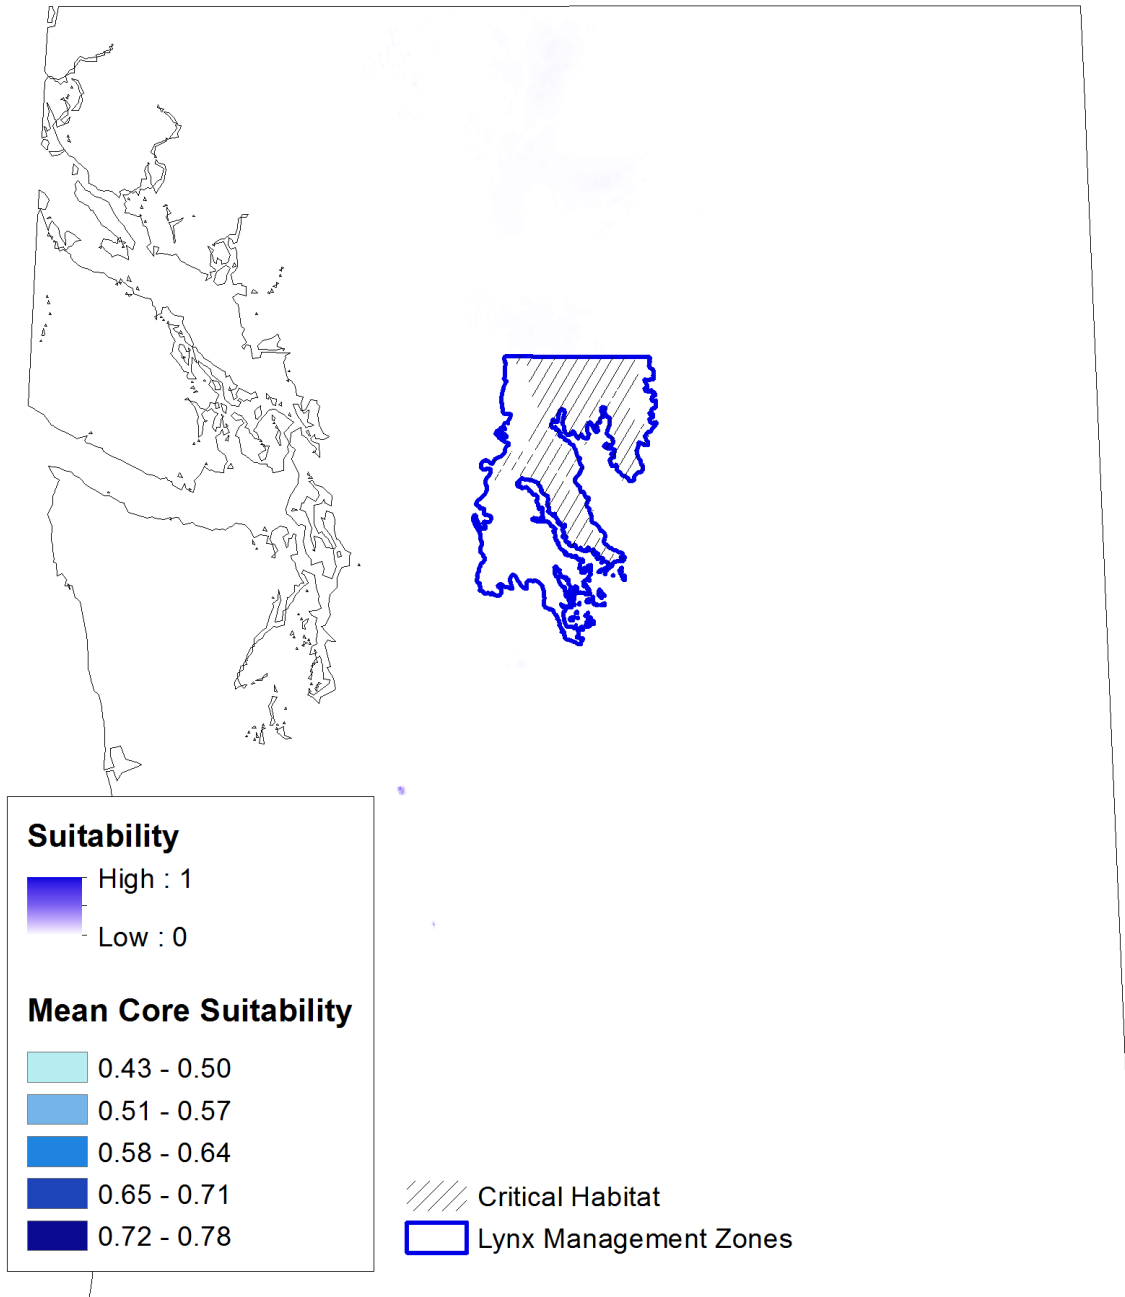 Suitability
High : 1
Low : 0
Mean Core Suitability
0.43 - 0.50
0.51 - 0.57
0.58 - 0.64
0.65 - 0.71
0.72 - 0.78
Critical Habitat
Lynx Management Zones